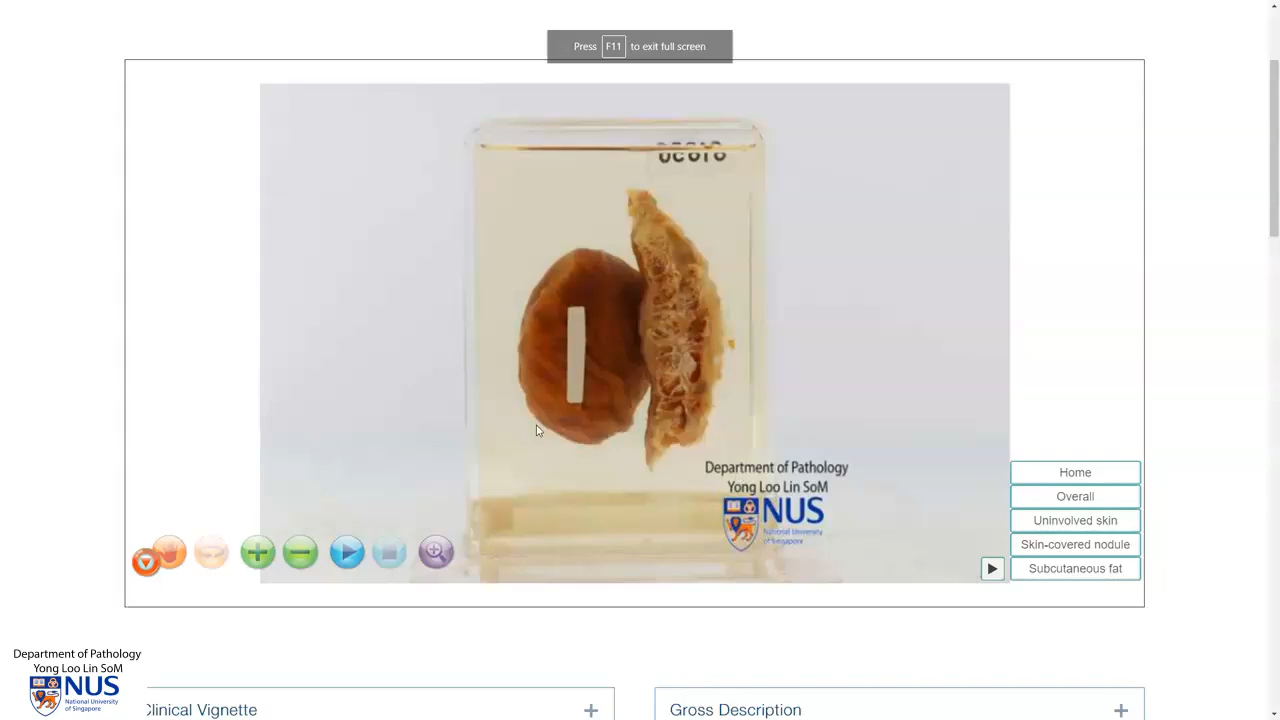 Press F11 to exit full screen
Department of Pathology
Yong Loo Lin SoM
NUS
National University
of Singapore
Home
Overall
Uninvolved skin
Skin-covered nodule
Subcutaneous fat
Department of Pathology
Yong Loo Lin SoM
NUS
National University
of Singapore
Clinical Vignette
Gross Description